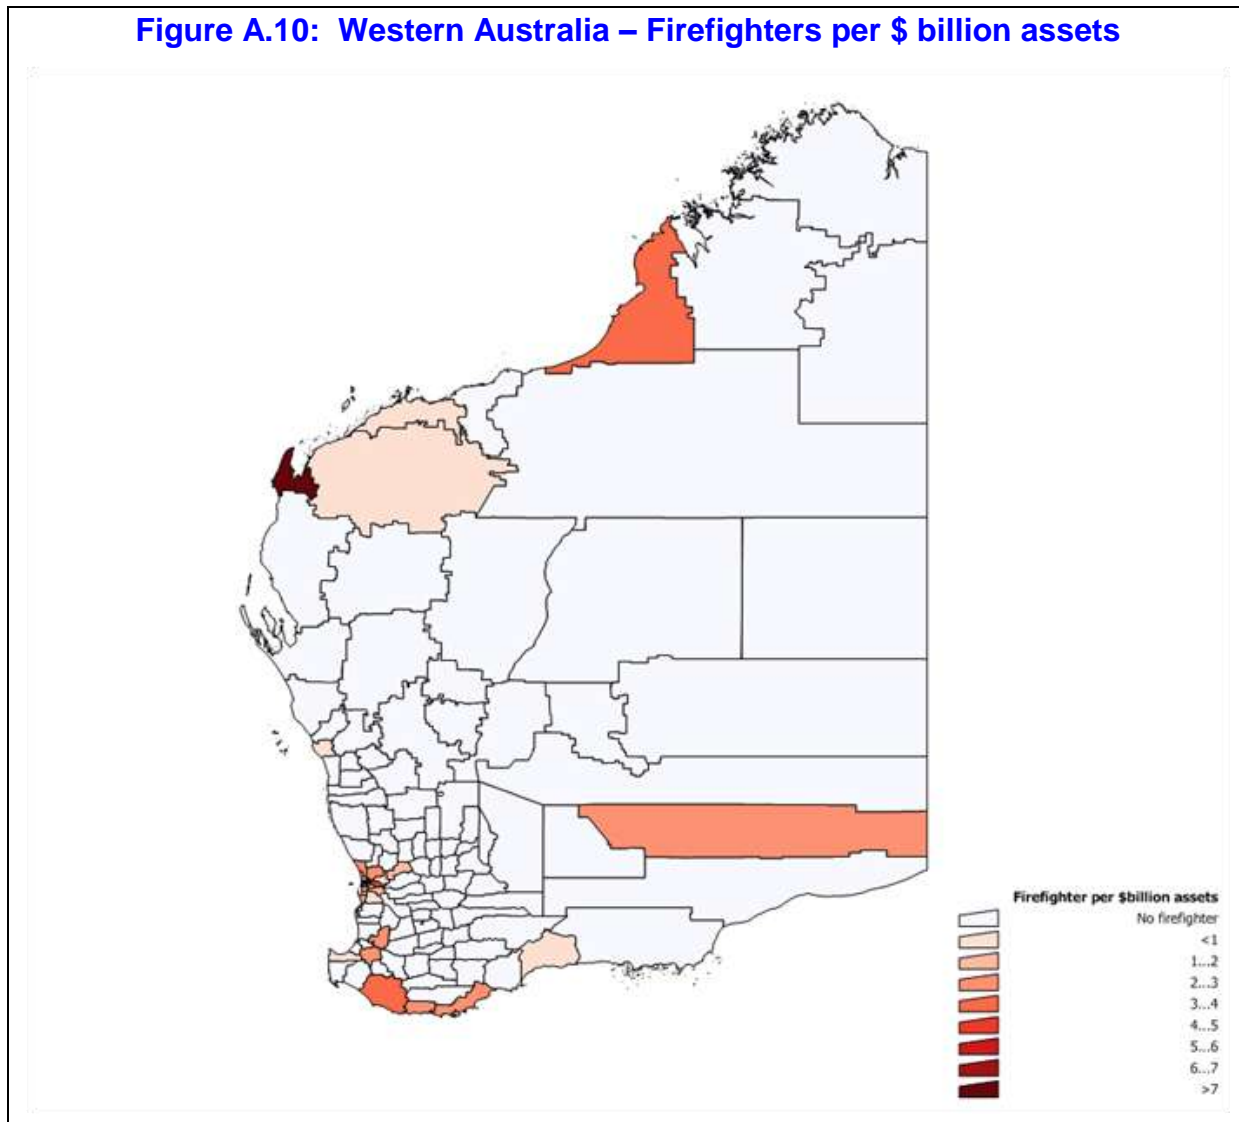 Figure A.10:  Western Australia – Firefighters per $ billion assets
Firefighter per $billion assets
No firefighter
<1
1...2
2...3
3...4
4...5
5...6
6...7
>7